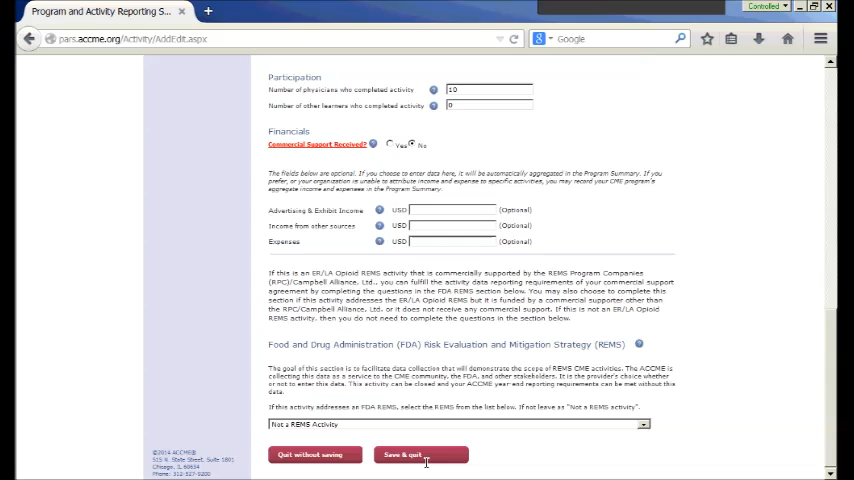 Controlled
Program and Activity Reporting S...
pars.accme.org/Activity/AddEdit.aspx
Google
Participation
Number of physicians who completed activity
10
Number of other learners who completed activity
0
Financials
Commercial Support Received?
Yes
No
The fields below are optional. If you choose to enter data here, it will be automatically aggregated in the Program Summary. If you
prefer, or your organization is unable to attribute income and expense to specific activities, you may record your CME program's
aggregate income and expenses in the Program Summary.
Advertising & Exhibit Income
USD
(Optional)
Income from other sources
USD
(Optional)
Expenses
USD
(Optional)
If this is an ER/LA Opioid REMS activity that is commercially supported by the REMS Program Companies
(RPC)/Campbell Alliance, Ltd., you can fulfill the activity data reporting requirements of your commercial support
agreement by completing the questions in the FDA REMS section below. You may also choose to complete this
section if this activity addresses the ER/LA Opioid REMS but it is funded by a commercial supporter other than
the RPC/Campbell Alliance, Ltd. or it does not receive any commercial support. If this is not an ER/LA Opioid
REMS activity, then you do not need to complete the questions in the section below.
Food and Drug Administration (FDA) Risk Evaluation and Mitigation Strategy (REMS)
The goal of this section is to facilitate data collection that will demonstrate the scope of REMS CME activities. The ACCME is
collecting this data as a service to the CME community, the FDA, and other stakeholders. It is the provider's choice whether
or not to enter this data. This activity can be closed and your ACCME year-end reporting requirements can be met without this
data.
If this activity addresses an FDA REMS, select the REMS from the list below. If not leave as "Not a REMS activity".
Not a REMS Activity
Quit without saving
Save & quit
©2014 ACCME®
515 N. State Street, Suite 1801
Chicago, IL 60654
Phone: 312-527-9200